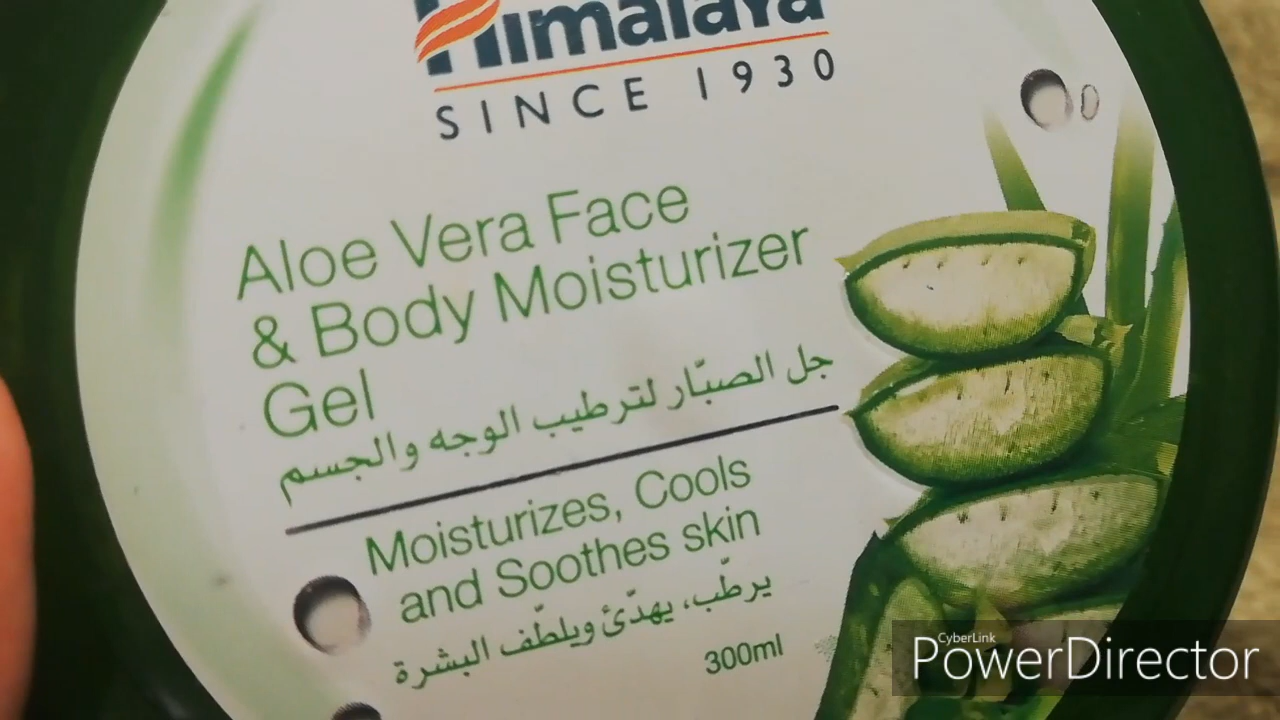 Himalaya
SINCE 1930
Aloe Vera Face
& Body Moisturizer
Gel
جل الصبّار لترطيب الوجه والجسم
Moisturizes, Cools
and Soothes skin
يرطّب، يهدّئ ويلطّف البشرة
300ml
CyberLink
PowerDirector